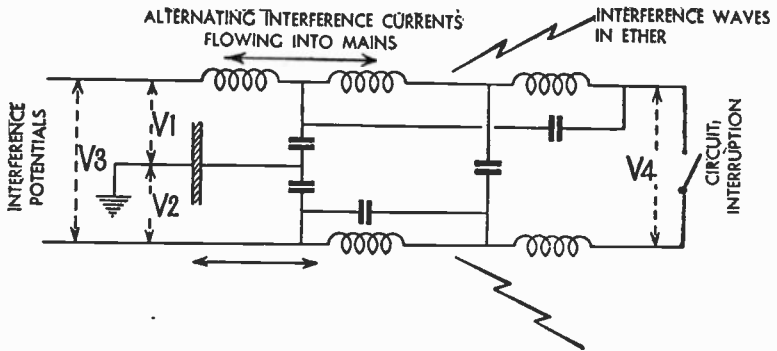 ALTERNATING INTERFERENCE CURRENTS
FLOWING INTO MAINS
INTERFERENCE WAVES
IN ETHER
INTERFERENCE
POTENTIALS
V3
V1
V2
V4
CIRCUIT
INTERRUPTION